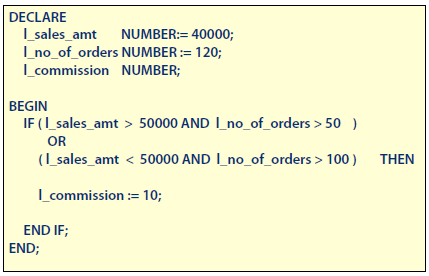 DECLARE
l_sales_amt NUMBER:= 40000;
l_no_of_orders NUMBER := 120;
l_commission NUMBER;
BEGIN
IF ( l_sales_amt > 50000 AND l_no_of_orders > 50 )
OR
( l_sales_amt < 50000 AND l_no_of_orders > 100 ) THEN
l_commission := 10;
END IF;
END;